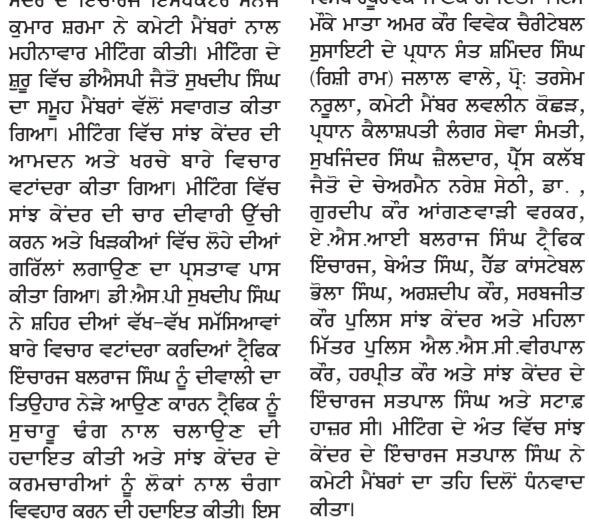 ਕੁਮਾਰ ਸ਼ਰਮਾ ਨੇ ਕਮੇਟੀ ਮੈਂਬਰਾਂ ਨਾਲ
ਮਹੀਨਾਵਾਰ ਮੀਟਿੰਗ ਕੀਤੀ। ਮੀਟਿੰਗ ਦੇ
ਸ਼ੁਰੂ ਵਿੱਚ ਡੀਐਸਪੀ ਜੈਤੋ ਸੁਖਦੀਪ ਸਿੰਘ
ਦਾ ਸਮੂਹ ਮੈਂਬਰਾਂ ਵੱਲੋਂ ਸਵਾਗਤ ਕੀਤਾ
ਗਿਆ। ਮੀਟਿੰਗ ਵਿੱਚ ਸਾਂਝ ਕੇਂਦਰ ਦੀ
ਆਮਦਨ ਅਤੇ ਖਰਚੇ ਬਾਰੇ ਵਿਚਾਰ
ਵਟਾਂਦਰਾ ਕੀਤਾ ਗਿਆ। ਮੀਟਿੰਗ ਵਿੱਚ
ਸਾਂਝ ਕੇਂਦਰ ਦੀ ਚਾਰ ਦੀਵਾਰੀ ਉੱਚੀ
ਕਰਨ ਅਤੇ ਖਿੜਕੀਆਂ ਵਿੱਚ ਲੋਹੇ ਦੀਆਂ
ਗਰਿੱਲਾਂ ਲਗਾਉਣ ਦਾ ਪ੍ਰਸਤਾਵ ਪਾਸ
ਕੀਤਾ ਗਿਆ। ਡੀ.ਐਸ.ਪੀ ਸੁਖਦੀਪ ਸਿੰਘ
ਨੇ ਸ਼ਹਿਰ ਦੀਆਂ ਵੱਖ-ਵੱਖ ਸਮੱਸਿਆਵਾਂ
ਬਾਰੇ ਵਿਚਾਰ ਵਟਾਂਦਰਾ ਕਰਦਿਆਂ ਟ੍ਰੈਫਿਕ
ਇੰਚਾਰਜ ਬਲਰਾਜ ਸਿੰਘ ਨੂੰ ਦੀਵਾਲੀ ਦਾ
ਤਿਉਹਾਰ ਨੇੜੇ ਆਉਣ ਕਾਰਨ ਟ੍ਰੈਫਿਕ ਨੂੰ
ਸੁਚਾਰੂ ਢੰਗ ਨਾਲ ਚਲਾਉਣ ਦੀ
ਹਦਾਇਤ ਕੀਤੀ ਅਤੇ ਸਾਂਝ ਕੇਂਦਰ ਦੇ
ਕਰਮਚਾਰੀਆਂ ਨੂੰ ਲੋਕਾਂ ਨਾਲ ਚੰਗਾ
ਵਿਵਹਾਰ ਕਰਨ ਦੀ ਹਦਾਇਤ ਕੀਤੀ। ਇਸ
ਮੌਕੇ ਮਾਤਾ ਅਮਰ ਕੌਰ ਵਿਵੇਕ ਚੈਰੀਟੇਬਲ
ਸੁਸਾਇਟੀ ਦੇ ਪ੍ਰਧਾਨ ਸੰਤ ਸ਼ਮਿੰਦਰ ਸਿੰਘ
(ਰਿਸ਼ੀ ਰਾਮ) ਜਲਾਲ ਵਾਲੇ, ਪ੍ਰੋ: ਤਰਸੇਮ
ਨਰੂਲਾ, ਕਮੇਟੀ ਮੈਂਬਰ ਲਵਲੀਨ ਕੋਛੜ,
ਪ੍ਰਧਾਨ ਕੈਲਾਸ਼ਪਤੀ ਲੰਗਰ ਸੇਵਾ ਸੰਮਤੀ,
ਸੁਖਜਿੰਦਰ ਸਿੰਘ ਜ਼ੈਲਦਾਰ, ਪ੍ਰੈੱਸ ਕਲੱਬ
ਜੈਤੋ ਦੇ ਚੇਅਰਮੈਨ ਨਰੇਸ਼ ਸੇਠੀ, ਡਾ. ,
ਗੁਰਦੀਪ ਕੌਰ ਆਂਗਣਵਾੜੀ ਵਰਕਰ,
ਏ.ਐਸ.ਆਈ ਬਲਰਾਜ ਸਿੰਘ ਟ੍ਰੈਫਿਕ
ਇੰਚਾਰਜ, ਬੇਅੰਤ ਸਿੰਘ, ਹੈੱਡ ਕਾਂਸਟੇਬਲ
ਭੋਲਾ ਸਿੰਘ, ਅਰਸ਼ਦੀਪ ਕੌਰ, ਸਰਬਜੀਤ
ਕੌਰ ਪੁਲਿਸ ਸਾਂਝ ਕੇਂਦਰ ਅਤੇ ਮਹਿਲਾ
ਮਿੱਤਰ ਪੁਲਿਸ ਐਲ.ਐਸ.ਸੀ.ਵੀਰਪਾਲ
ਕੌਰ, ਹਰਪ੍ਰੀਤ ਕੌਰ ਅਤੇ ਸਾਂਝ ਕੇਂਦਰ ਦੇ
ਇੰਚਾਰਜ ਸਤਪਾਲ ਸਿੰਘ ਅਤੇ ਸਟਾਫ਼
ਹਾਜ਼ਰ ਸੀ। ਮੀਟਿੰਗ ਦੇ ਅੰਤ ਵਿੱਚ ਸਾਂਝ
ਕੇਂਦਰ ਦੇ ਇੰਚਾਰਜ ਸਤਪਾਲ ਸਿੰਘ ਨੇ
ਕਮੇਟੀ ਮੈਂਬਰਾਂ ਦਾ ਤਹਿ ਦਿਲੋਂ ਧੰਨਵਾਦ
ਕੀਤਾ।